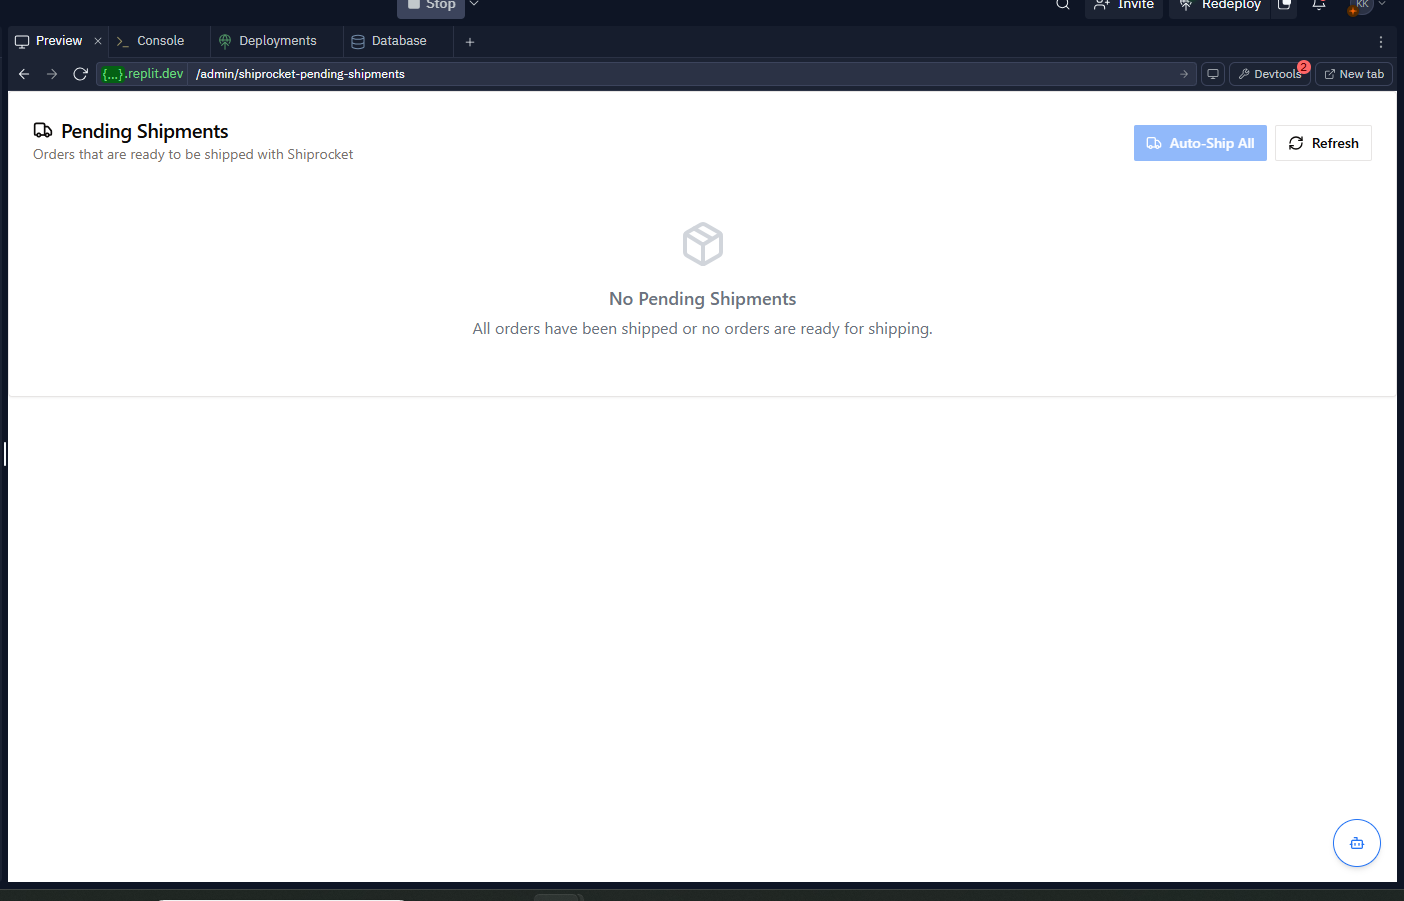 Stop
Invite
Redeploy
KK
Preview
Console
Deployments
Database
{...}.replit.dev
/admin/shiprocket-pending-shipments
Devtools
2
New tab
Pending Shipments
Orders that are ready to be shipped with Shiprocket
Auto-Ship All
Refresh
No Pending Shipments
All orders have been shipped or no orders are ready for shipping.